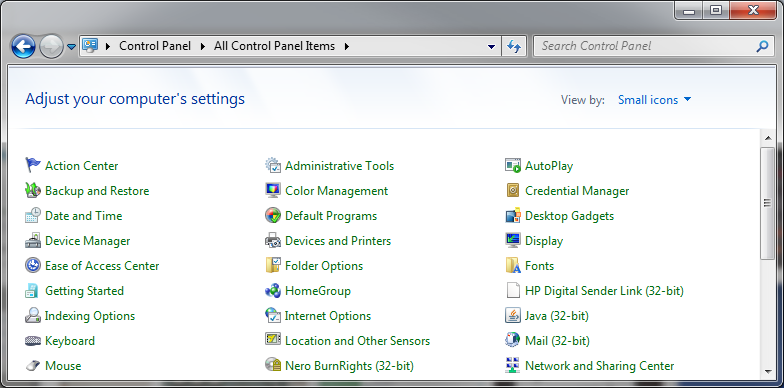 Control Panel All Control Panel Items Search Control Panel
Adjust your computer's settings View by: Small icons
Action Center Administrative Tools AutoPlay
Backup and Restore Color Management Credential Manager
Date and Time Default Programs Desktop Gadgets
Device Manager Devices and Printers Display
Ease of Access Center Folder Options Fonts
Getting Started HomeGroup HP Digital Sender Link (32-bit)
Indexing Options Internet Options Java (32-bit)
Keyboard Location and Other Sensors Mail (32-bit)
Mouse Nero BurnRights (32-bit) Network and Sharing Center